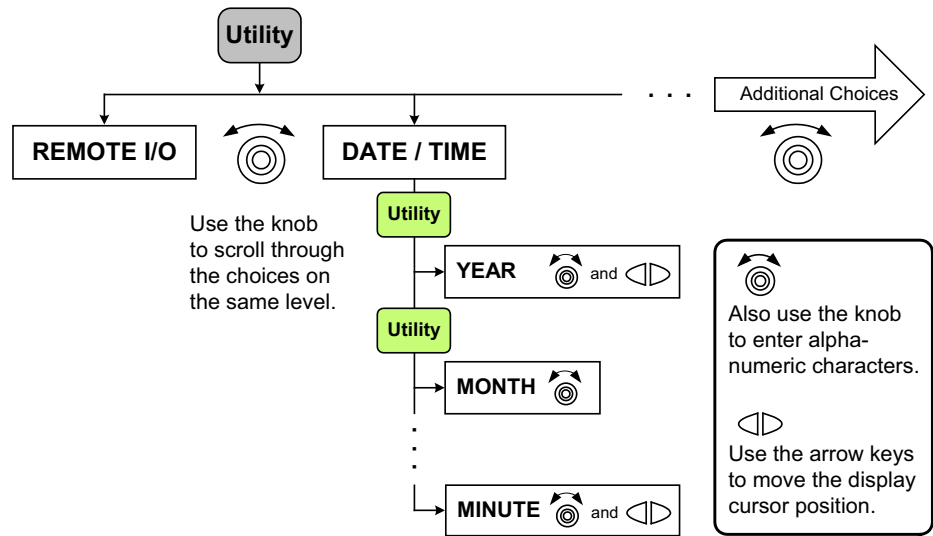 Utility
. . .
Additional Choices
REMOTE I/O
DATE / TIME
Use the knob
to scroll through
the choices on
the same level.
Utility
YEAR and
Utility
MONTH
MINUTE and
Also use the knob
to enter alpha-
numeric characters.
Use the arrow keys
to move the display
cursor position.